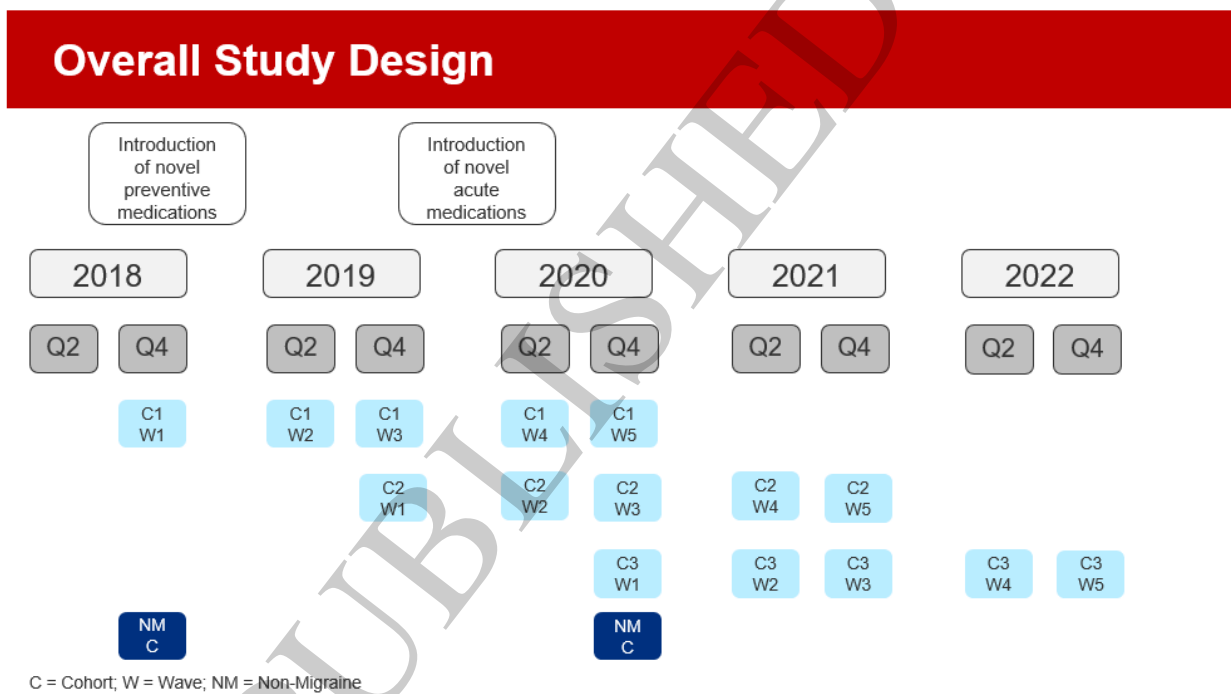 Overall Study Design
Introduction
of novel
preventive
medications
Introduction
of novel
acute
medications
2018
2019
2020
2021
2022
Q2
Q4
Q2
Q4
Q2
Q4
Q2
Q4
Q2
Q4
C1
W1
C1
W2
C1
W3
C1
W4
C1
W5
C2
W1
C2
W2
C2
W3
C2
W4
C2
W5
C3
W1
C3
W2
C3
W3
C3
W4
C3
W5
NM
C
NM
C
C = Cohort; W = Wave; NM = Non-Migraine
PUBLISHED